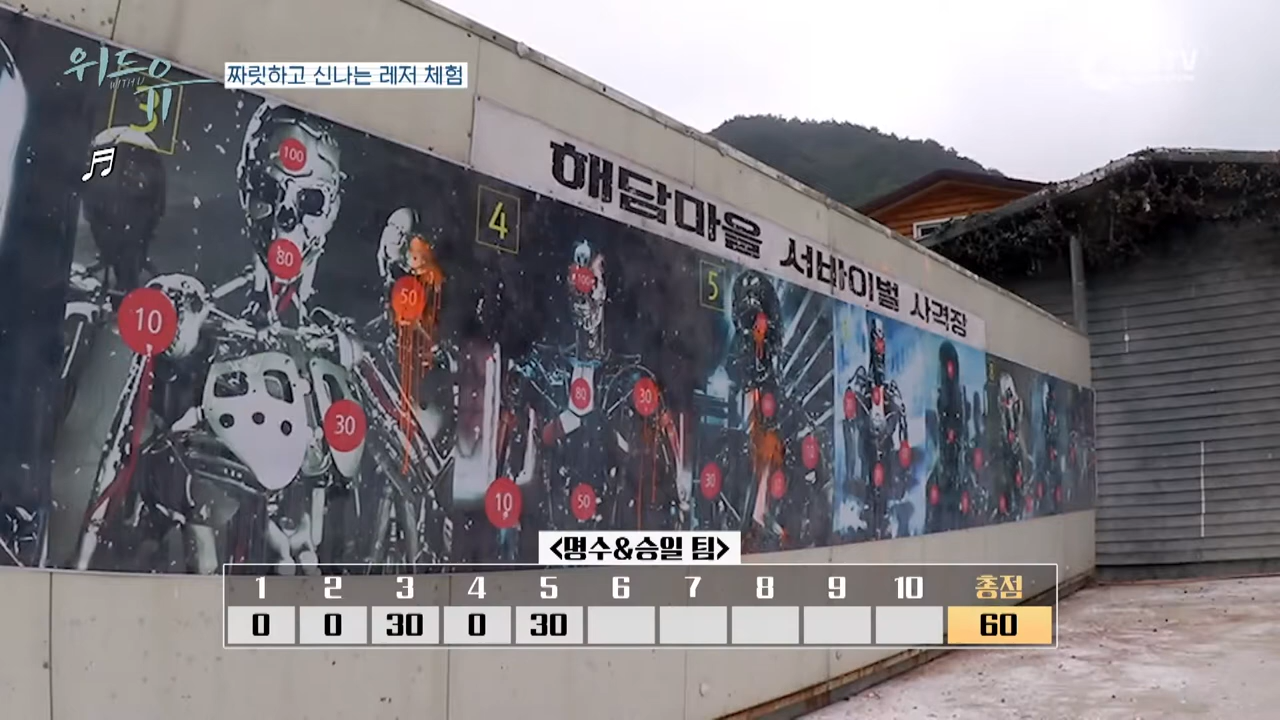 위드유
WITH U
짜릿하고 신나는 레저 체험
TV
3
100
80
10
50
30
해담마을 서바이벌 사격장
4
100
80
30
10
50
5
30
<명수&승일 팀>
1 2 3 4 5 6 7 8 9 10 총점
0 0 30 0 30 60